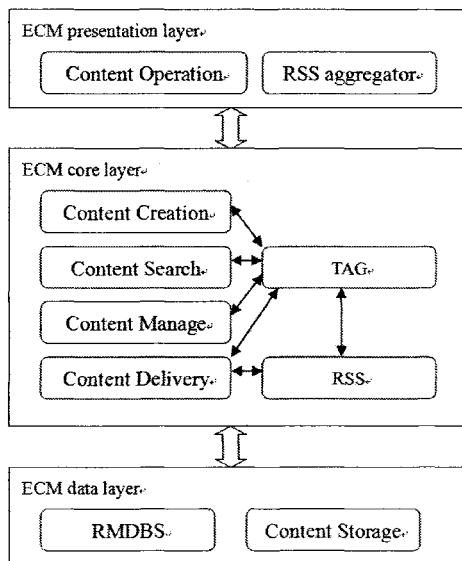 ECM presentation layer
Content Operation
RSS aggregator
ECM core layer
Content Creation
Content Search
TAG
Content Manage
Content Delivery
RSS
ECM data layer
RMDBS
Content Storage